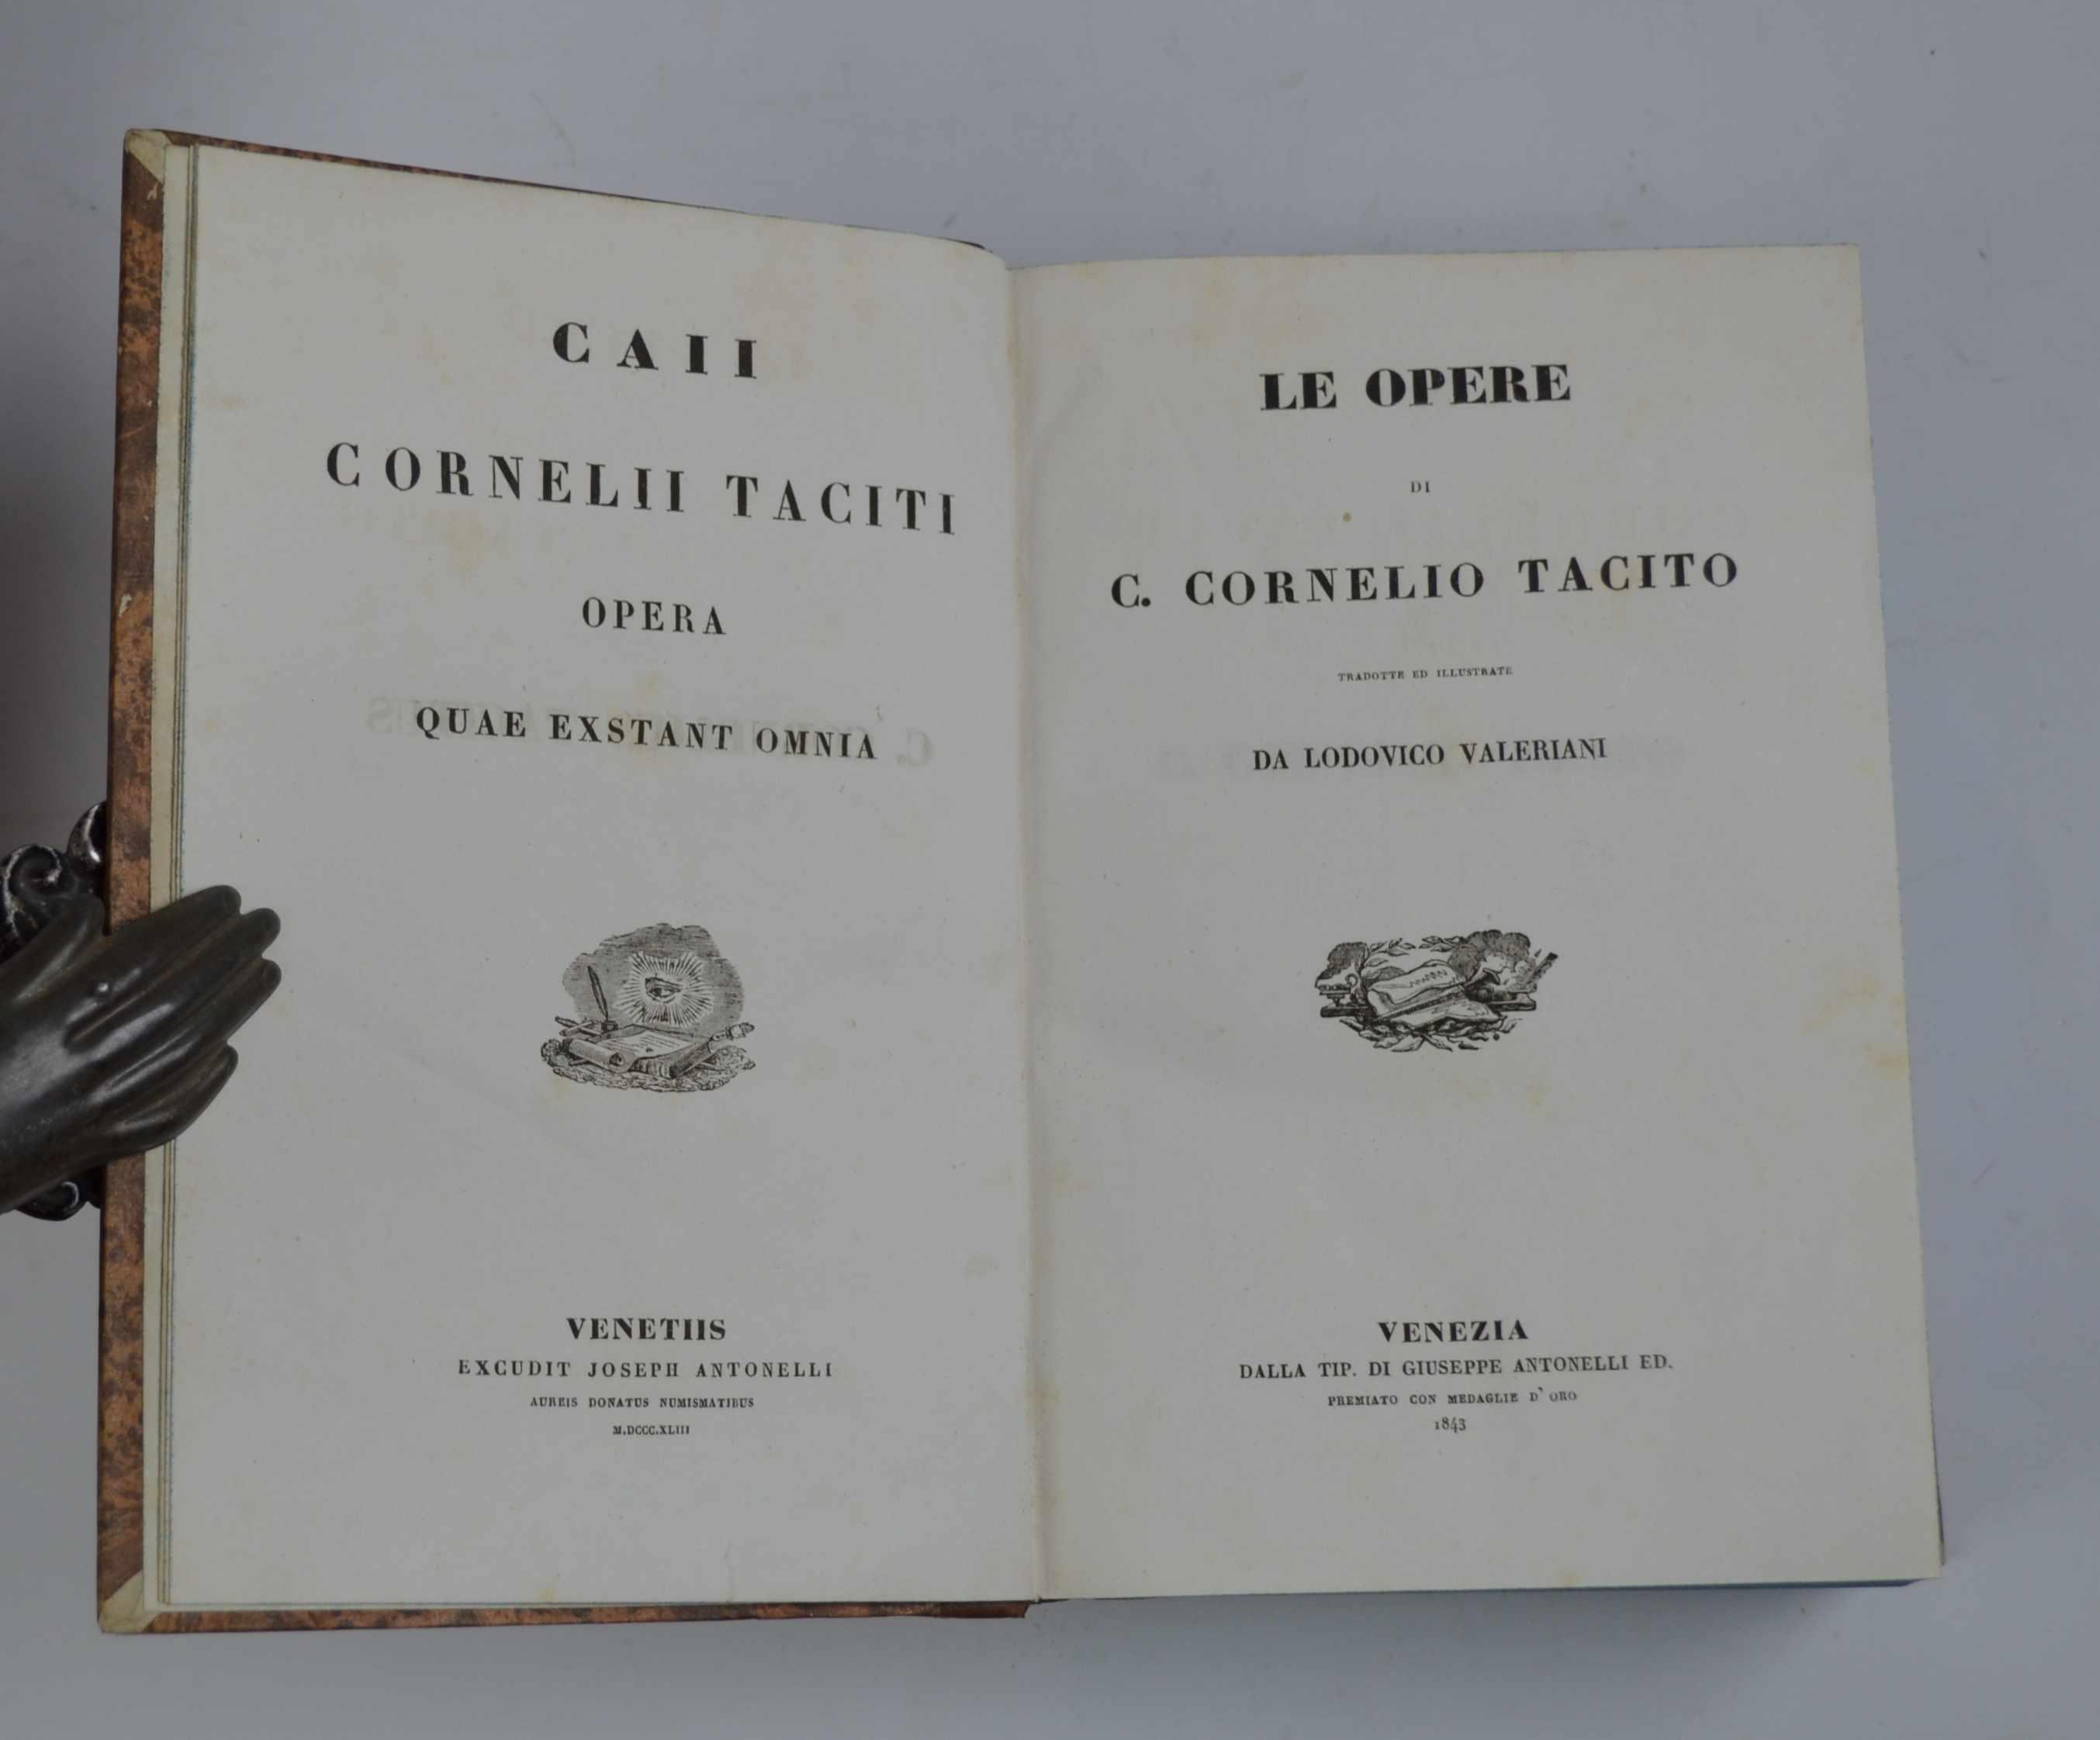 CAII
CORNELII TACITI
OPERA
QUAE EXSTANT OMNIA
VENETIIS
EXCUDIT JOSEPH ANTONELLI
AUREIS DONATUS NUMISMATIBUS
M.DCCC.XLIII
LE OPERE
DI
C. CORNELIO TACITO
TRADOTTE ED ILLUSTRATE
DA LODOVICO VALERIANI
VENEZIA
DALLA TIP. DI GIUSEPPE ANTONELLI ED.
PREMIATO CON MEDAGLIE D' ORO
1843